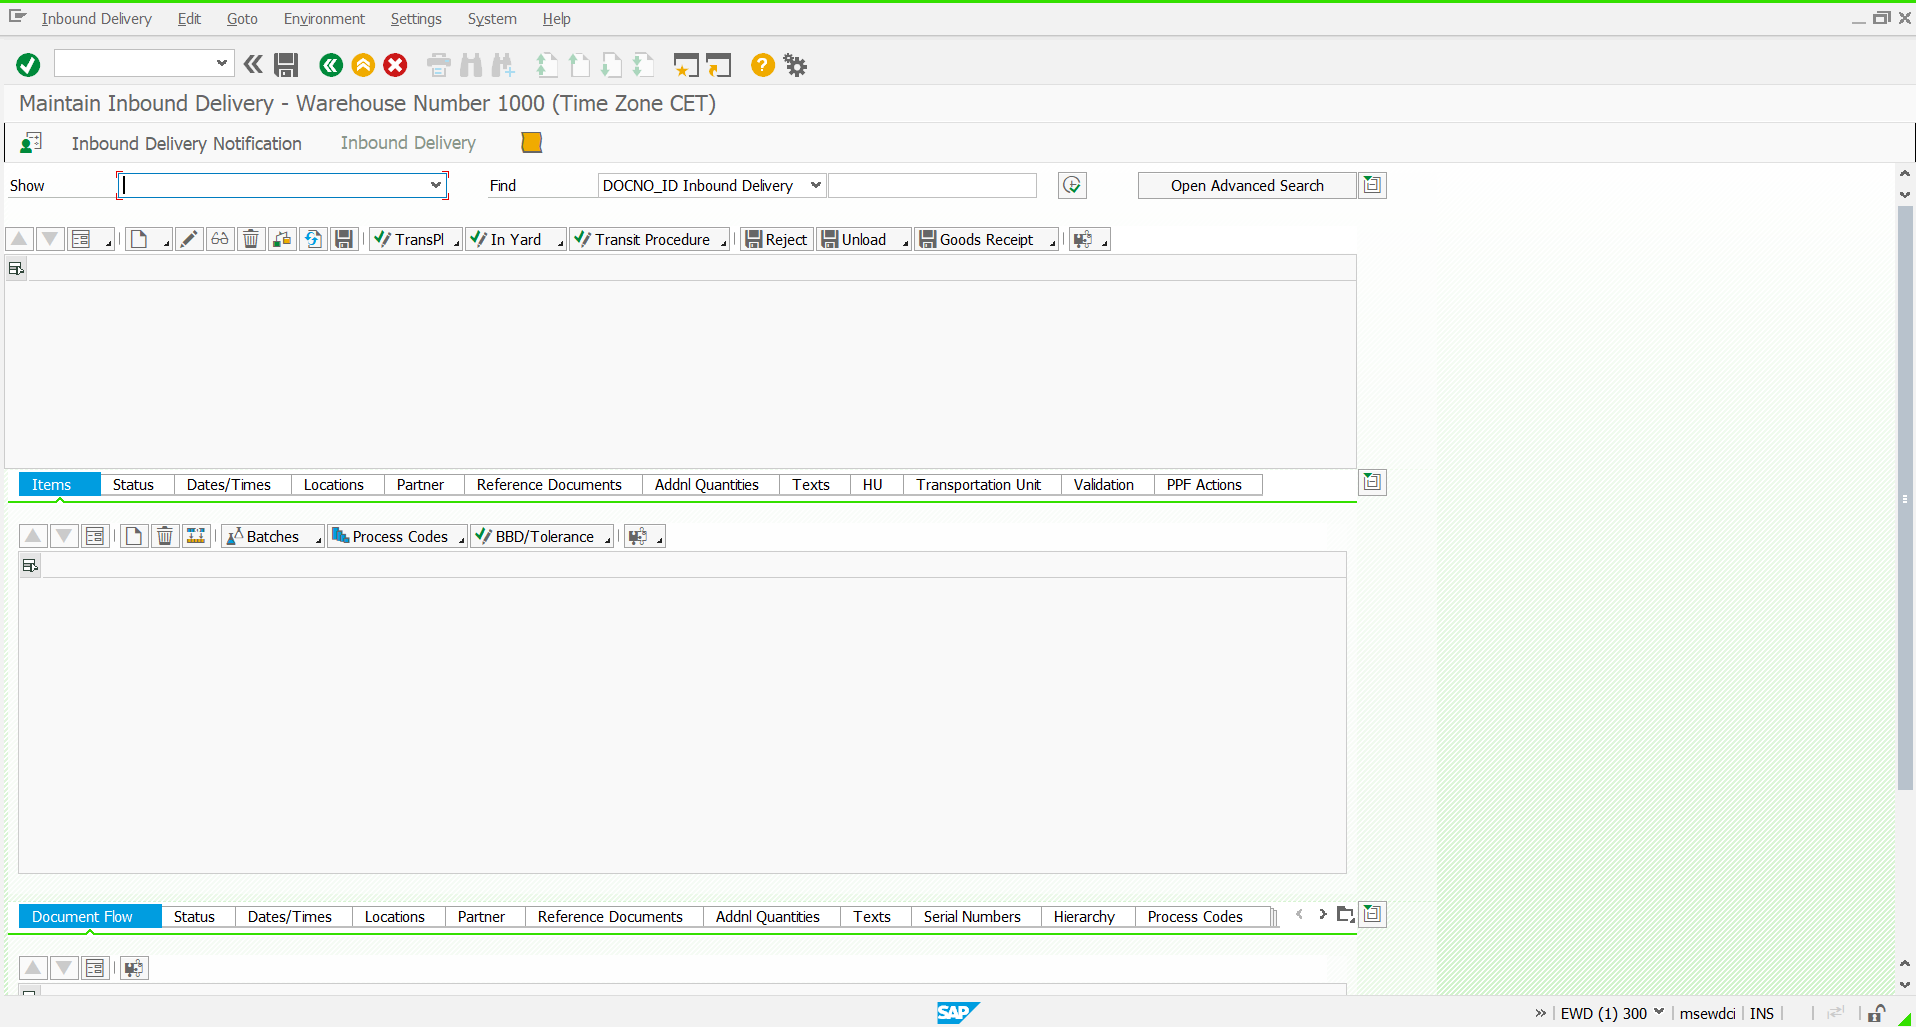 Inbound Delivery Edit Goto Environment Settings System Help
Maintain Inbound Delivery - Warehouse Number 1000 (Time Zone CET)
Inbound Delivery Notification Inbound Delivery
Show Find DOCNO_ID Inbound Delivery Open Advanced Search
TransPl In Yard Transit Procedure Reject Unload Goods Receipt
Items Status Dates/Times Locations Partner Reference Documents Addnl Quantities Texts HU Transportation Unit Validation PPF Actions
Batches Process Codes BBD/Tolerance
Document Flow Status Dates/Times Locations Partner Reference Documents Addnl Quantities Texts Serial Numbers Hierarchy Process Codes
SAP EWD (1) 300 msewdci INS